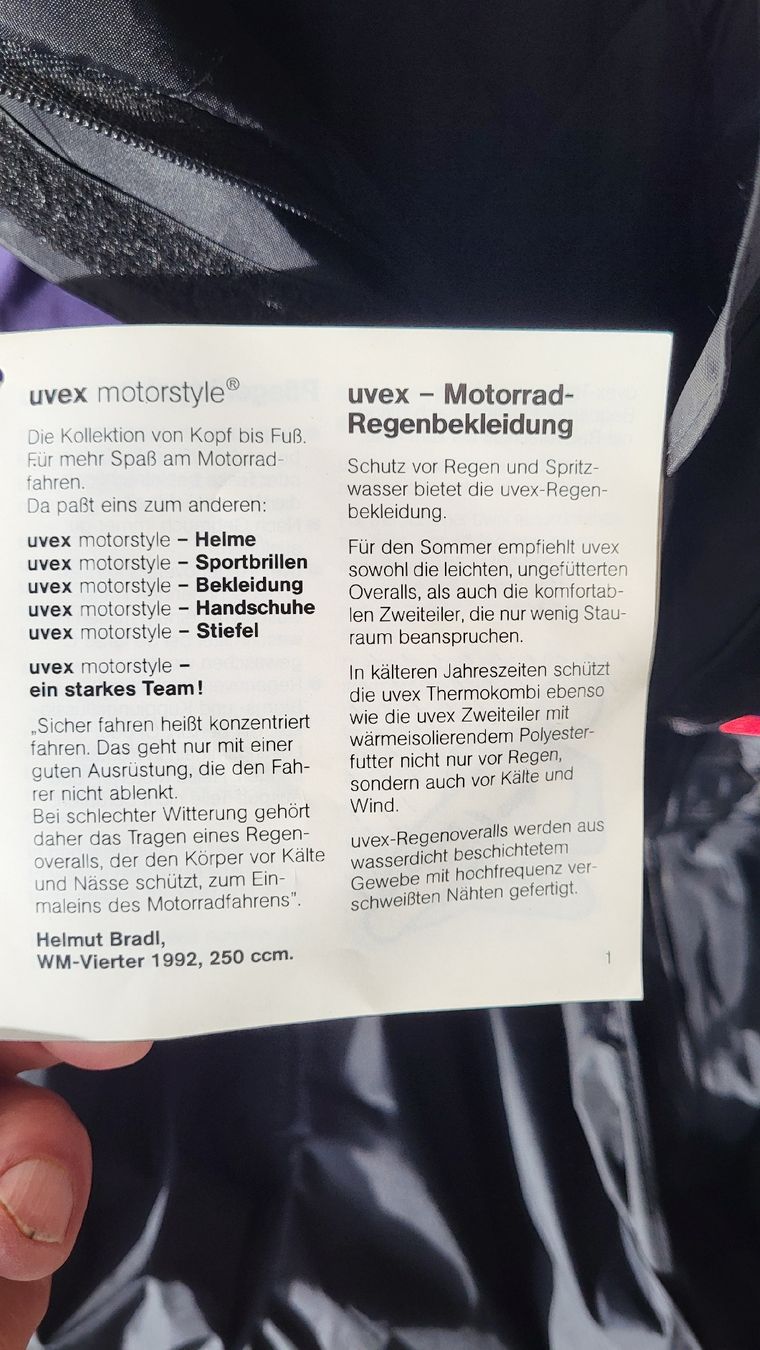 uvex motorstyle®
Die Kollektion von Kopf bis Fuß.
Für mehr Spaß am Motorrad-
fahren.
Da paßt eins zum anderen:
uvex motorstyle – Helme
uvex motorstyle – Sportbrillen
uvex motorstyle – Bekleidung
uvex motorstyle – Handschuhe
uvex motorstyle – Stiefel
uvex motorstyle –
ein starkes Team!
„Sicher fahren heißt konzentriert
fahren. Das geht nur mit einer
guten Ausrüstung, die den Fah-
rer nicht ablenkt.
Bei schlechter Witterung gehört
daher das Tragen eines Regen-
overalls, der den Körper vor Kälte
und Nässe schützt, zum Ein-
maleins des Motorradfahrens”.
Helmut Bradl,
WM-Vierter 1992, 250 ccm.
uvex – Motorrad-
Regenbekleidung
Schutz vor Regen und Spritz-
wasser bietet die uvex-Regen-
bekleidung.
Für den Sommer empfiehlt uvex
sowohl die leichten, ungefütterten
Overalls, als auch die komfortab-
len Zweiteiler, die nur wenig Stau-
raum beanspruchen.
In kälteren Jahreszeiten schützt
die uvex Thermokombi ebenso
wie die uvex Zweiteiler mit
wärmeisolierendem Polyester-
futter nicht nur vor Regen,
sondern auch vor Kälte und
Wind.
uvex-Regenoveralls werden aus
wasserdicht beschichtetem
Gewebe mit hochfrequenz ver-
schweißten Nähten gefertigt.
1